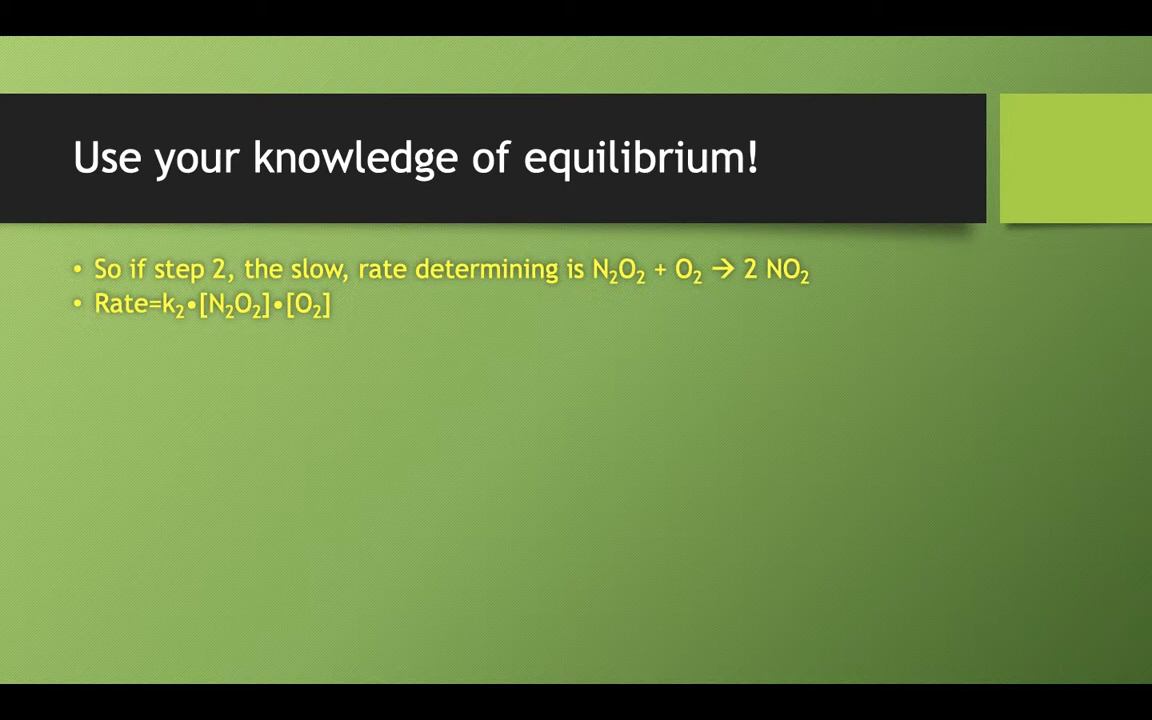 Use your knowledge of equilibrium!
• So if step 2, the slow, rate determining is N₂O₂ + O₂ → 2 NO₂
• Rate=k₂•[N₂O₂]•[O₂]